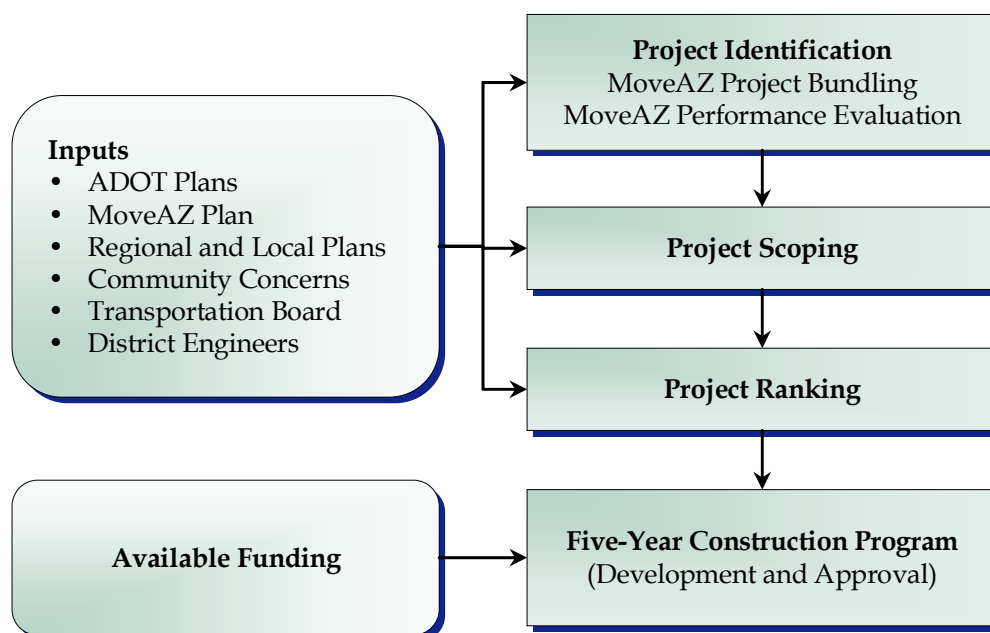 Project Identification
MoveAZ Project Bundling
MoveAZ Performance Evaluation
Inputs
• ADOT Plans
• MoveAZ Plan
• Regional and Local Plans
• Community Concerns
• Transportation Board
• District Engineers
Project Scoping
Project Ranking
Available Funding
Five-Year Construction Program
(Development and Approval)